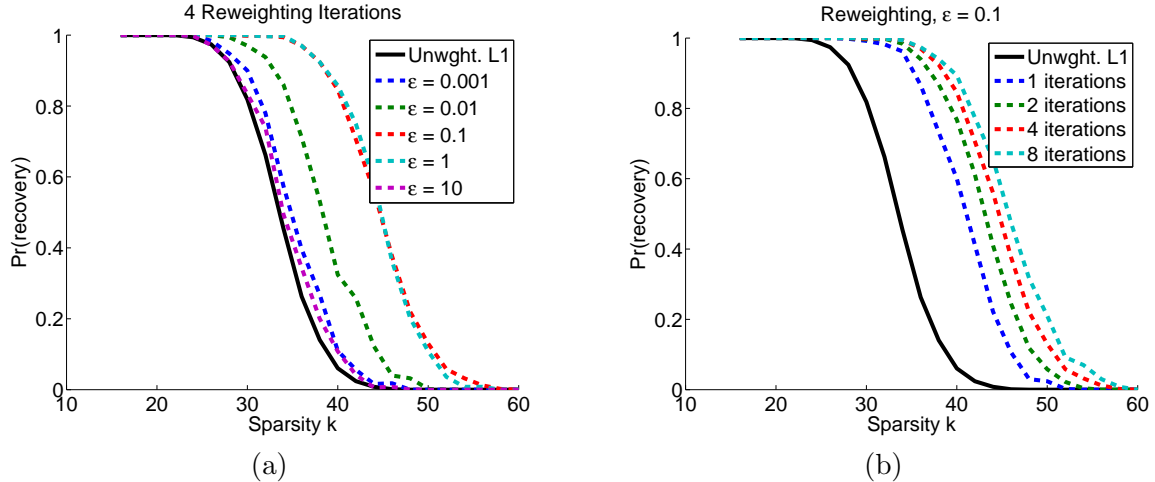 4 Reweighting Iterations
Pr(recovery)
1
0.8
0.6
0.4
0.2
0
10
20
30
40
50
60
Sparsity k
Unwght. L1
ε = 0.001
ε = 0.01
ε = 0.1
ε = 1
ε = 10
(a)
Reweighting, ε = 0.1
Pr(recovery)
1
0.8
0.6
0.4
0.2
0
10
20
30
40
50
60
Sparsity k
Unwght. L1
1 iterations
2 iterations
4 iterations
8 iterations
(b)